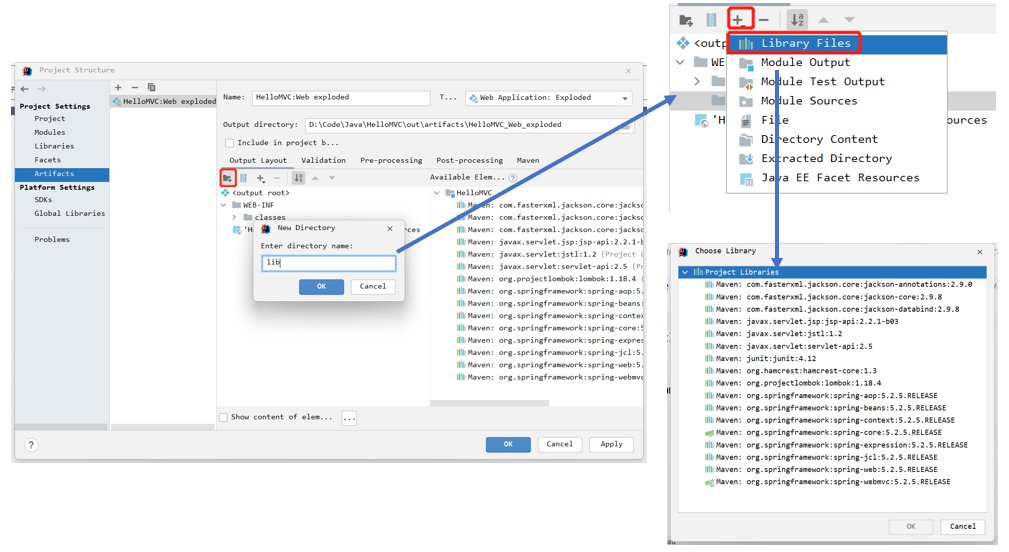 Project Structure
Project Settings
Project
Modules
Libraries
Facets
Artifacts
Platform Settings
SDKs
Global Libraries
Problems
HelloMVC:Web exploded
Name: HelloMVC:Web exploded
T... Web Application: Exploded
Output directory: D:\Code\Java\HelloMVC\out\artifacts\HelloMVC_Web_exploded
Include in project b...
Output Layout Validation Pre-processing Post-processing Maven
Available Elem...
<output root>
WEB-INF
classes
'H
rces
New Directory
Enter directory name:
lib
OK Cancel
HelloMVC
Maven: com.fasterxml.jackson.core:jackso
Maven: com.fasterxml.jackson.core:jackso
Maven: com.fasterxml.jackson.core:jackso
Maven: javax.servlet.jsp:jsp-api:2.2.1-b
Maven: javax.servlet:jstl:1.2 (Project L
Maven: javax.servlet:servlet-api:2.5 (Pr
Maven: org.projectlombok:lombok:1.18.4
Maven: org.springframework:spring-aop:5.
Maven: org.springframework:spring-beans:
Maven: org.springframework:spring-contex
Maven: org.springframework:spring-core:5
Maven: org.springframework:spring-expres
Maven: org.springframework:spring-jcl:5.
Maven: org.springframework:spring-web:5.
Maven: org.springframework:spring-webmvc
Show content of elem... ...
?
OK Cancel Apply
<outp
WE
'H
ources
Library Files
Module Output
Module Test Output
Module Sources
File
Directory Content
Extracted Directory
Java EE Facet Resources
Choose Library
Project Libraries
Maven: com.fasterxml.jackson.core:jackson-annotations:2.9.0
Maven: com.fasterxml.jackson.core:jackson-core:2.9.8
Maven: com.fasterxml.jackson.core:jackson-databind:2.9.8
Maven: javax.servlet.jsp:jsp-api:2.2.1-b03
Maven: javax.servlet:jstl:1.2
Maven: javax.servlet:servlet-api:2.5
Maven: junit:junit:4.12
Maven: org.hamcrest:hamcrest-core:1.3
Maven: org.projectlombok:lombok:1.18.4
Maven: org.springframework:spring-aop:5.2.5.RELEASE
Maven: org.springframework:spring-beans:5.2.5.RELEASE
Maven: org.springframework:spring-context:5.2.5.RELEASE
Maven: org.springframework:spring-core:5.2.5.RELEASE
Maven: org.springframework:spring-expression:5.2.5.RELEASE
Maven: org.springframework:spring-jcl:5.2.5.RELEASE
Maven: org.springframework:spring-web:5.2.5.RELEASE
Maven: org.springframework:spring-webmvc:5.2.5.RELEASE
OK Cancel